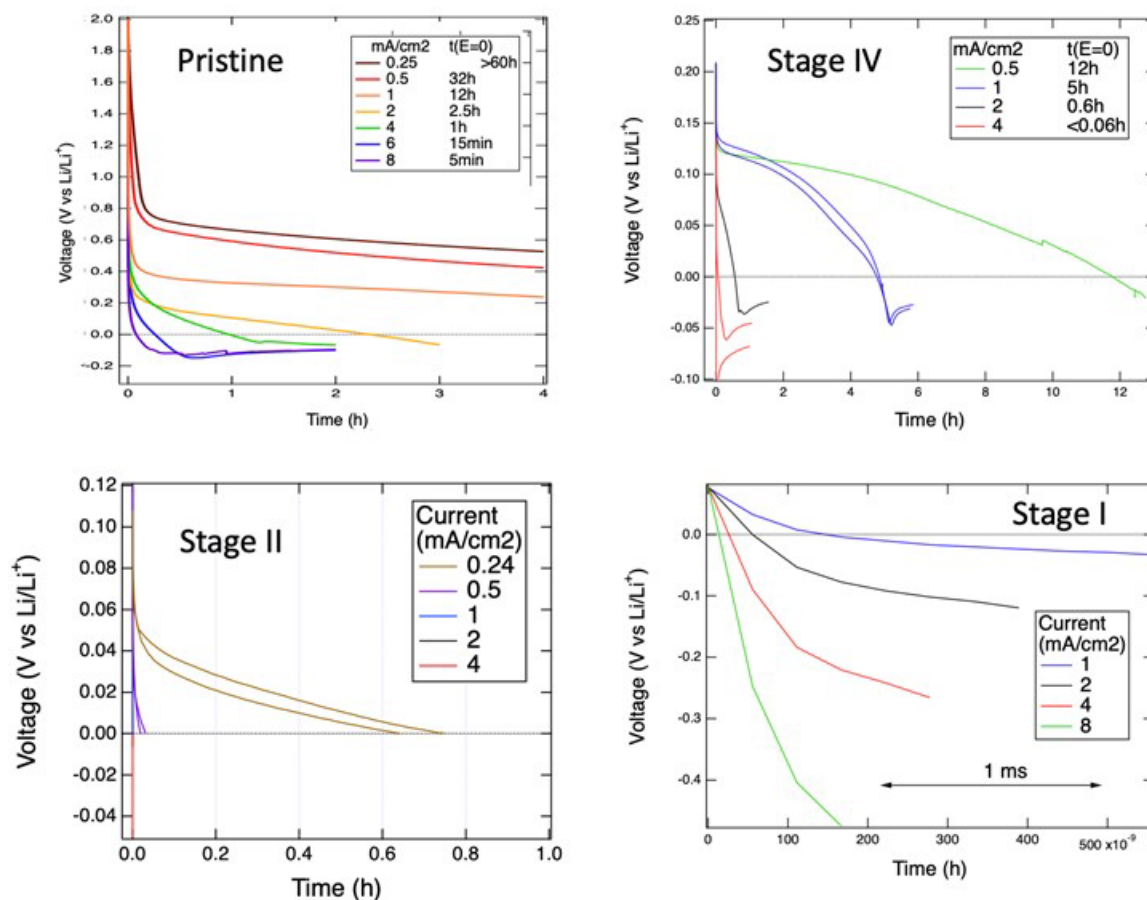 Pristine
mA/cm2 t(E=0)
0.25 >60h
0.5 32h
1 12h
2 2.5h
4 1h
6 15min
8 5min
2.0
1.8
1.6
1.4
:.0
0.8
0.6
0.4
0.2
0.0
-0.2
Voltage (V vs Li/Li⁺)
0 1 2 3 4
Time (h)
Stage IV
mA/cm2 t(E=0)
0.5 12h
1 5h
2 0.6h
4 <0.06h
0.25
0.20
0.15
0.10
0.05
0.00
-0.05
-0.10
Voltage (V vs Li/Li⁺)
0 2 4 6 8 10 12
Time (h)
Stage II
Current
(mA/cm2)
0.24
0.5
1
2
4
0.12
0.10
0.08
0.06
0.04
0.02
0.00
-0.02
-0.04
Voltage (V vs Li/Li⁺)
0.0 0.2 0.4 0.6 0.8 1.0
Time (h)
Stage I
Current
(mA/cm2)
1
2
4
8
1 ms
0.0
-0.1
-0.2
-0.3
-0.4
Voltage (V vs Li/Li⁺)
0 100 200 300 400 500 x10⁻⁹
Time (h)